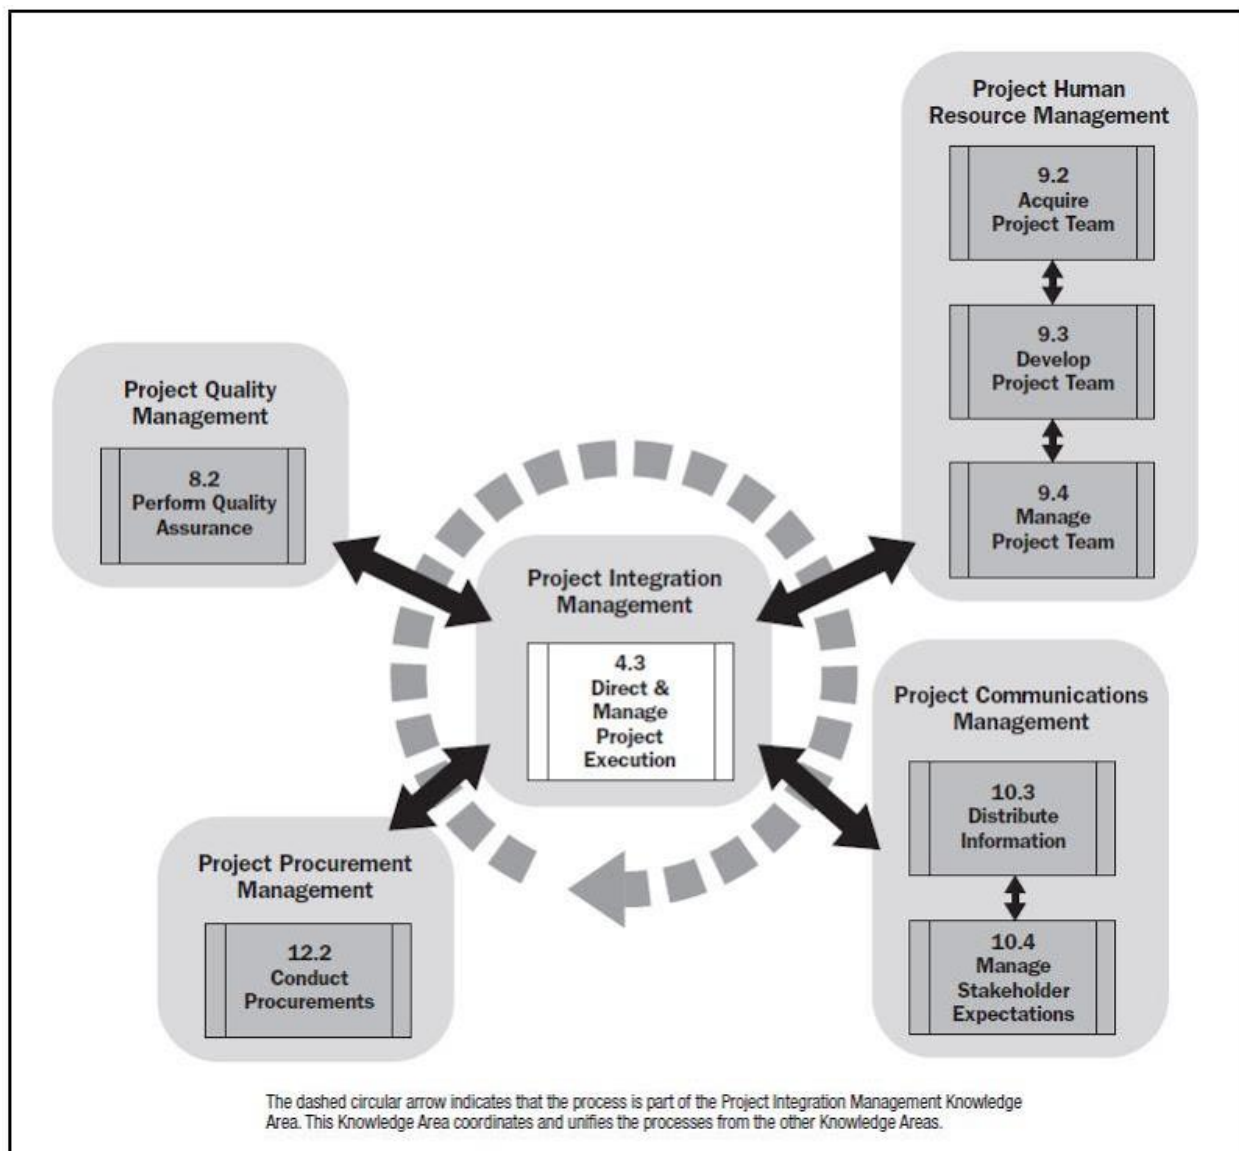 Project Human
Resource Management
9.2
Acquire
Project Team
9.3
Develop
Project Team
9.4
Manage
Project Team
Project Quality
Management
8.2
Perform Quality
Assurance
Project Integration
Management
4.3
Direct &
Manage
Project
Execution
Project Communications
Management
10.3
Distribute
Information
10.4
Manage
Stakeholder
Expectations
Project Procurement
Management
12.2
Conduct
Procurements
The dashed circular arrow indicates that the process is part of the Project Integration Management Knowledge
Area. This Knowledge Area coordinates and unifies the processes from the other Knowledge Areas.